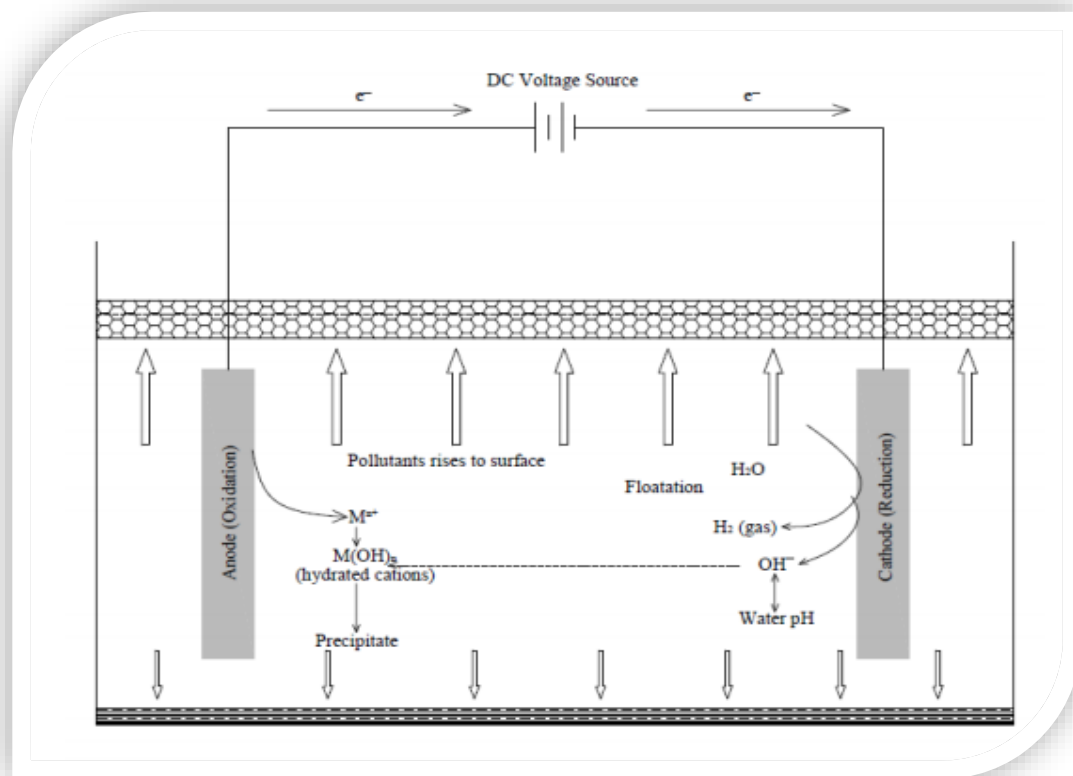 DC Voltage Source
e⁻
e⁻
Anode (Oxidation)
Cathode (Reduction)
Pollutants rises to surface
H₂O
Floatation
Mⁿ⁺
H₂ (gas)
M(OH)ₙ
(hydrated cations)
OH⁻
Water pH
Precipitate